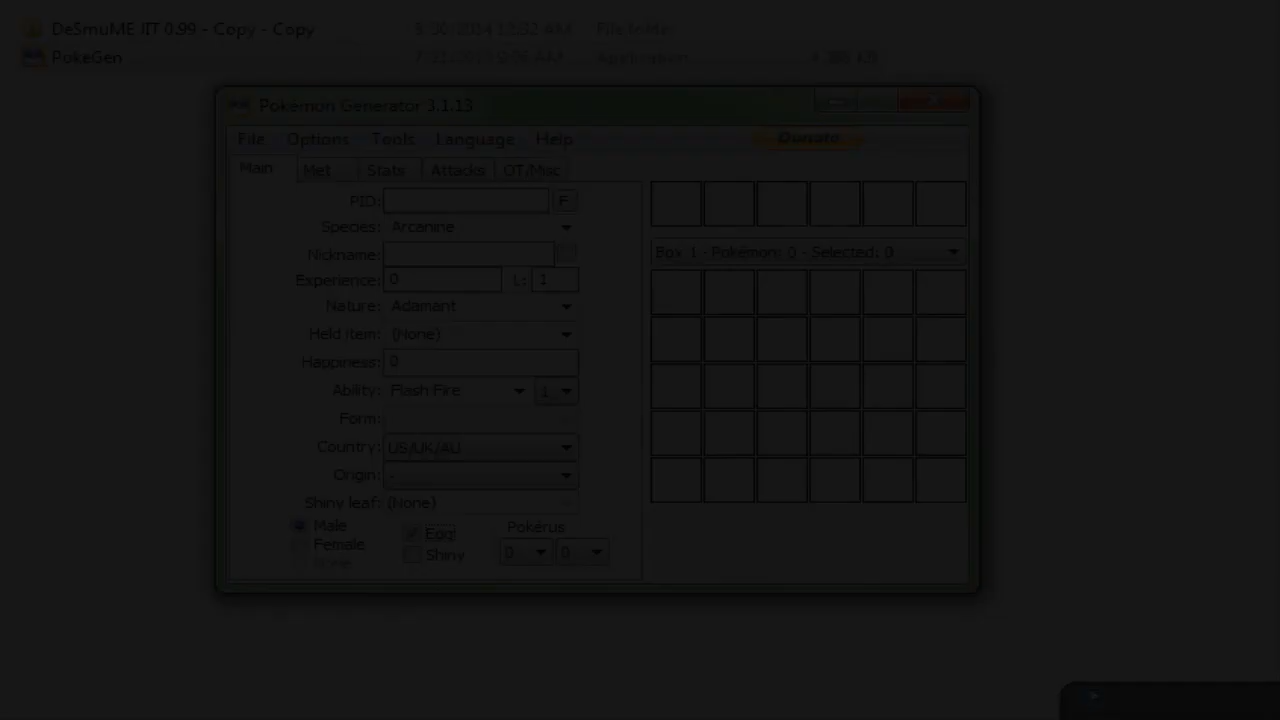 DeSmuME JIT 0.99 - Copy - Copy
PokeGen Application
Pokémon Generator 3.1.13
File Options Tools Language Help Donate
Main Met Stats Attacks OT/Misc
PID:
Species: Arcanine
Nickname:
Box 1 - Pokémon: 0 - Selected: 0
Experience: 0 L: 1
Nature: Adamant
Held item: (None)
Happiness: 0
Ability: Flash Fire 1
Form:
Country: US/UK/AU
Origin: -
Shiny leaf: (None)
Male
Female
Egg
Shiny
Pokérus
0 0